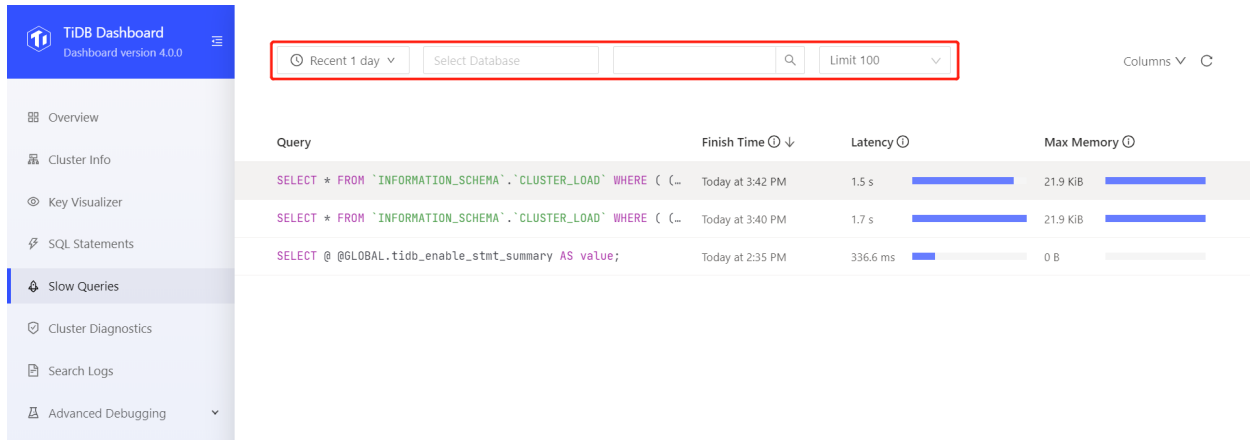 TiDB Dashboard
Dashboard version 4.0.0
Recent 1 day
Select Database
Limit 100
Columns
Overview
Cluster Info
Key Visualizer
SQL Statements
Slow Queries
Cluster Diagnostics
Search Logs
Advanced Debugging
Query Finish Time Latency Max Memory
SELECT * FROM `INFORMATION_SCHEMA`.`CLUSTER_LOAD` WHERE ( (… Today at 3:42 PM 1.5 s 21.9 KiB
SELECT * FROM `INFORMATION_SCHEMA`.`CLUSTER_LOAD` WHERE ( (… Today at 3:40 PM 1.7 s 21.9 KiB
SELECT @ @GLOBAL.tidb_enable_stmt_summary AS value; Today at 2:35 PM 336.6 ms 0 B